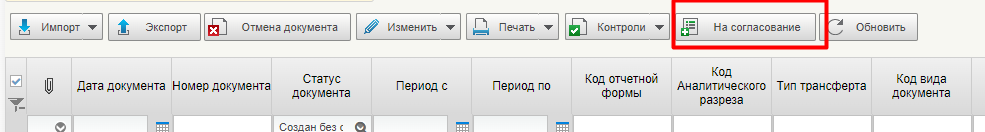 Импорт Экспорт Отмена документа Изменить Печать Контроли На согласование Обновить
Дата документа Номер документа Статус документа Период с Период по Код отчетной формы Код Аналитического разреза Тип трансферта Код вида документа
Создан без с